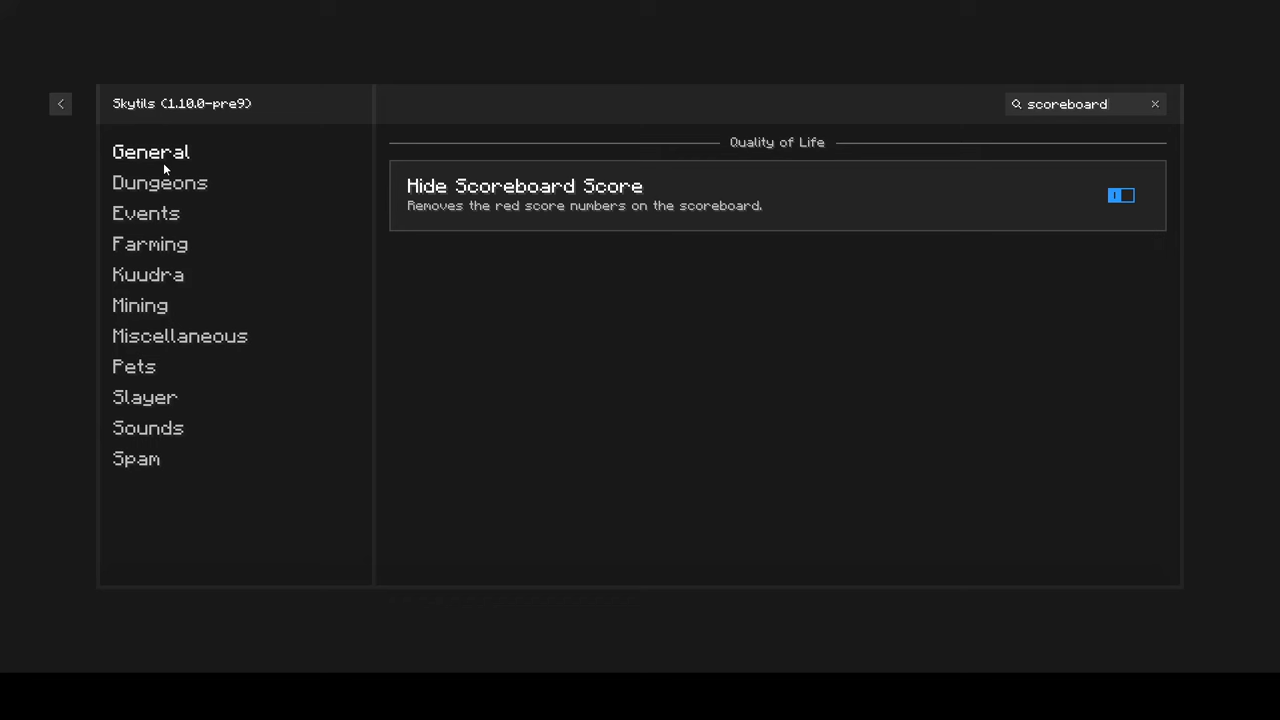 Skytils (1.10.0-pre9)
scoreboard
General
Dungeons
Events
Farming
Kuudra
Mining
Miscellaneous
Pets
Slayer
Sounds
Spam
Quality of Life
Hide Scoreboard Score
Removes the red score numbers on the scoreboard.